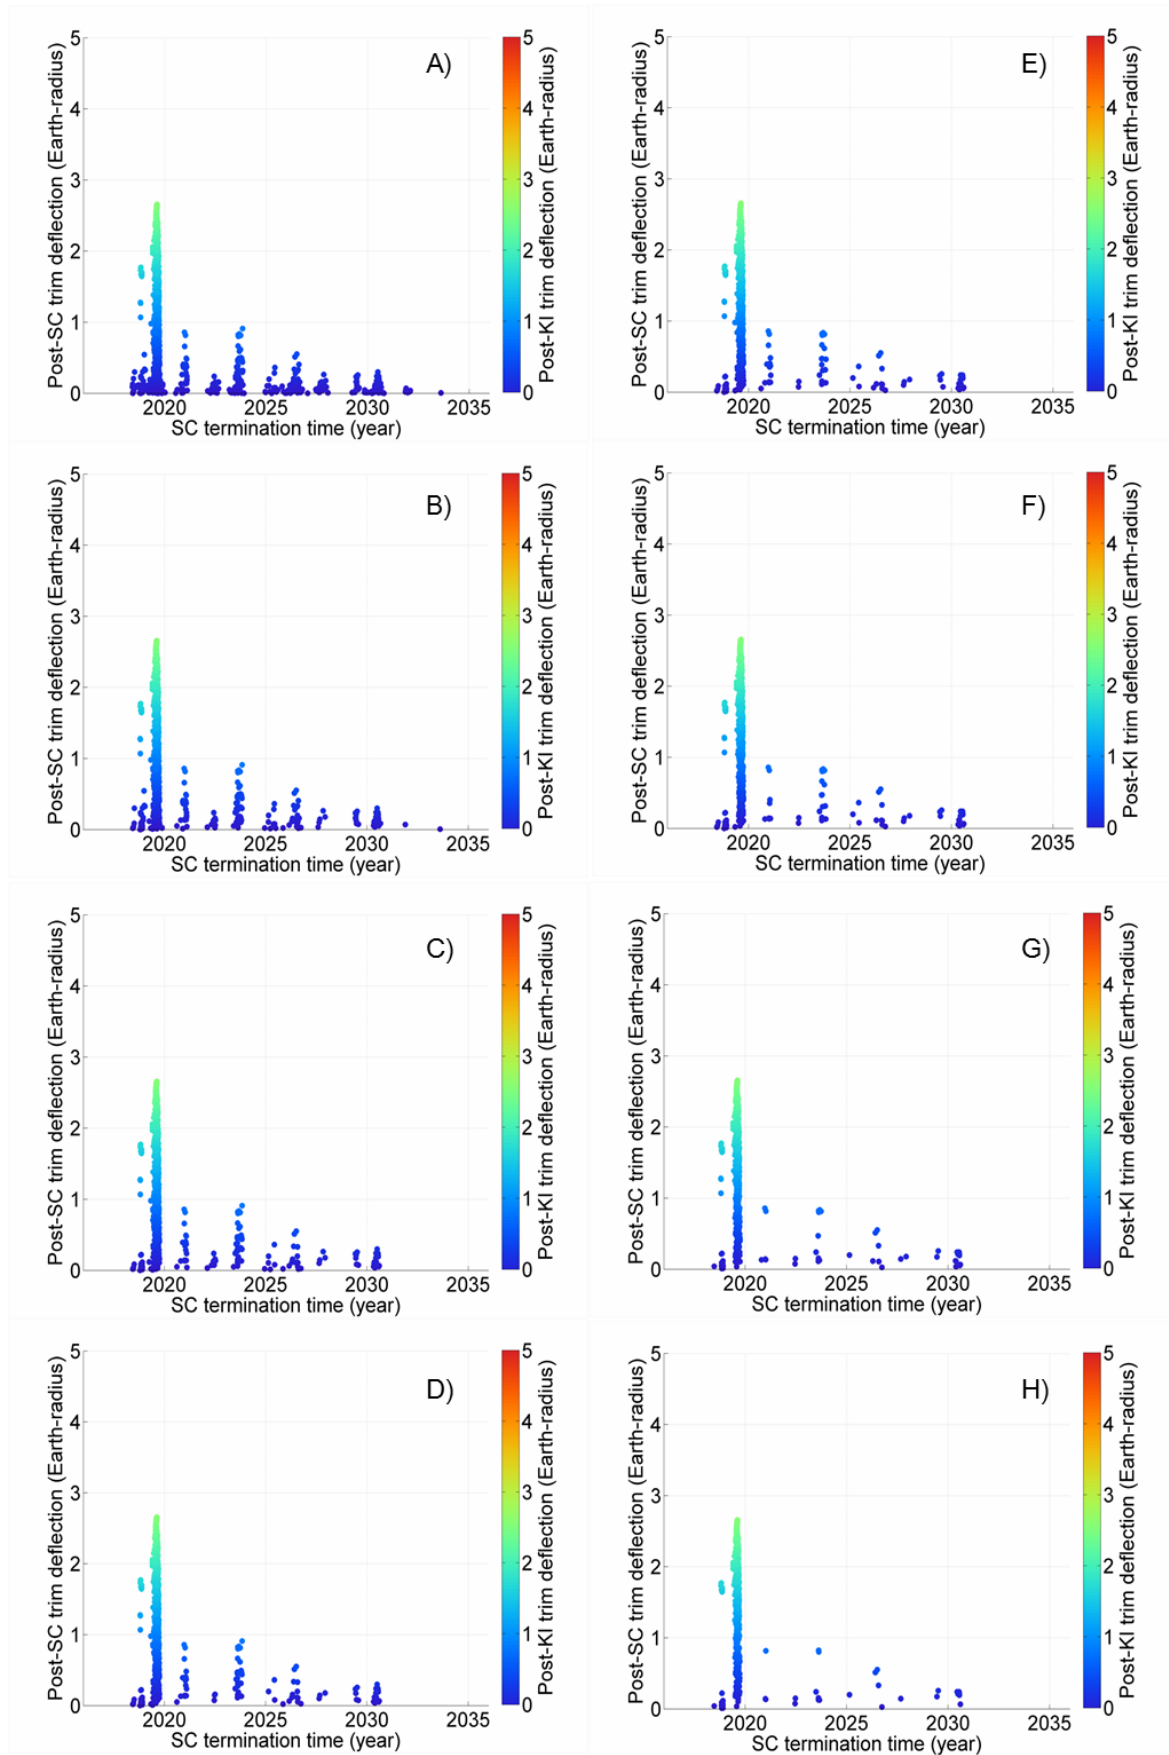 A)
Post-SC trim deflection (Earth-radius)
5
4
3
2
1
0
2020 2025 2030 2035
SC termination time (year)
5
4
3
2
1
0
Post-KI trim deflection (Earth-radius)
E)
Post-SC trim deflection (Earth-radius)
5
4
3
2
1
0
2020 2025 2030 2035
SC termination time (year)
5
4
3
2
1
0
Post-KI trim deflection (Earth-radius)
B)
Post-SC trim deflection (Earth-radius)
5
4
3
2
1
0
2020 2025 2030 2035
SC termination time (year)
5
4
3
2
1
0
Post-KI trim deflection (Earth-radius)
F)
Post-SC trim deflection (Earth-radius)
5
4
3
2
1
0
2020 2025 2030 2035
SC termination time (year)
5
4
3
2
1
0
Post-KI trim deflection (Earth-radius)
C)
Post-SC trim deflection (Earth-radius)
5
4
3
2
1
0
2020 2025 2030 2035
SC termination time (year)
5
4
3
2
1
0
Post-KI trim deflection (Earth-radius)
G)
Post-SC trim deflection (Earth-radius)
5
4
3
2
1
0
2020 2025 2030 2035
SC termination time (year)
5
4
3
2
1
0
Post-KI trim deflection (Earth-radius)
D)
Post-SC trim deflection (Earth-radius)
5
4
3
2
1
0
2020 2025 2030 2035
SC termination time (year)
5
4
3
2
1
0
Post-KI trim deflection (Earth-radius)
H)
Post-SC trim deflection (Earth-radius)
5
4
3
2
1
0
2020 2025 2030 2035
SC termination time (year)
5
4
3
2
1
0
Post-KI trim deflection (Earth-radius)